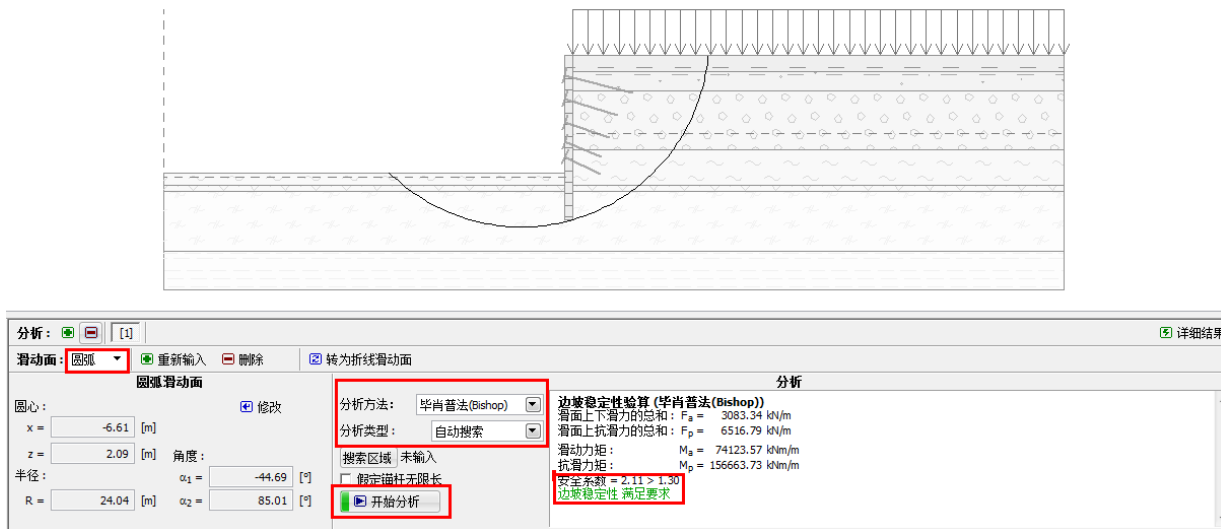 分析: [1] 详细结果
滑动面: 圆弧 重新输入 删除 转为折线滑动面
圆弧滑动面
圆心: 修改
x = -6.61 [m]
z = 2.09 [m] 角度:
半径: α1 = -44.69 [°]
R = 24.04 [m] α2 = 85.01 [°]
分析方法: 毕肖普法(Bishop)
分析类型: 自动搜索
搜索区域 未输入
假定锚杆无限长
开始分析
分析
边坡稳定性验算 (毕肖普法(Bishop))
滑面上下滑力的总和: Fa = 3083.34 kN/m
滑面上抗滑力的总和: Fp = 6516.79 kN/m
滑动力矩: Ma = 74123.57 kNm/m
抗滑力矩: Mp = 156663.73 kNm/m
安全系数 = 2.11 > 1.30
边坡稳定性 满足要求